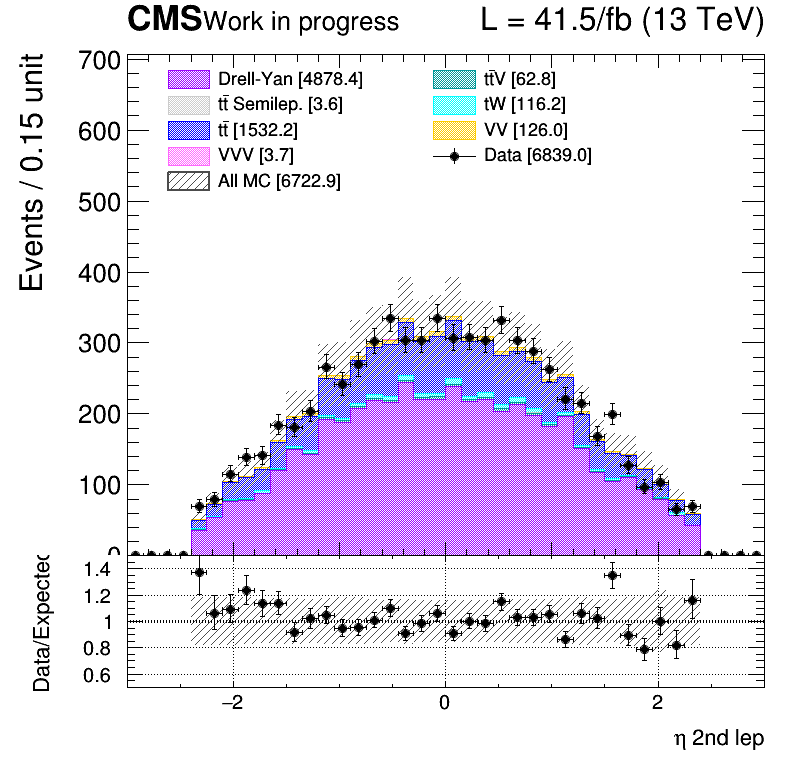 CMS Work in progress L = 41.5/fb (13 TeV)
Events / 0.15 unit
700
600
500
400
300
200
100
0
Drell-Yan [4878.4]
tt̄ Semilep. [3.6]
tt̄ [1532.2]
VVV [3.7]
All MC [6722.9]
tt̄V [62.8]
tW [116.2]
VV [126.0]
Data [6839.0]
Data/Expected
1.4
1.2
1
0.8
0.6
−2 0 2
η 2nd lep